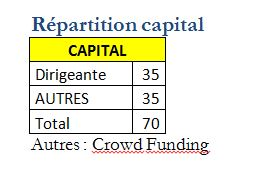 Répartition capital
CAPITAL
Dirigeante 35
AUTRES 35
Total 70
Autres : Crowd Funding